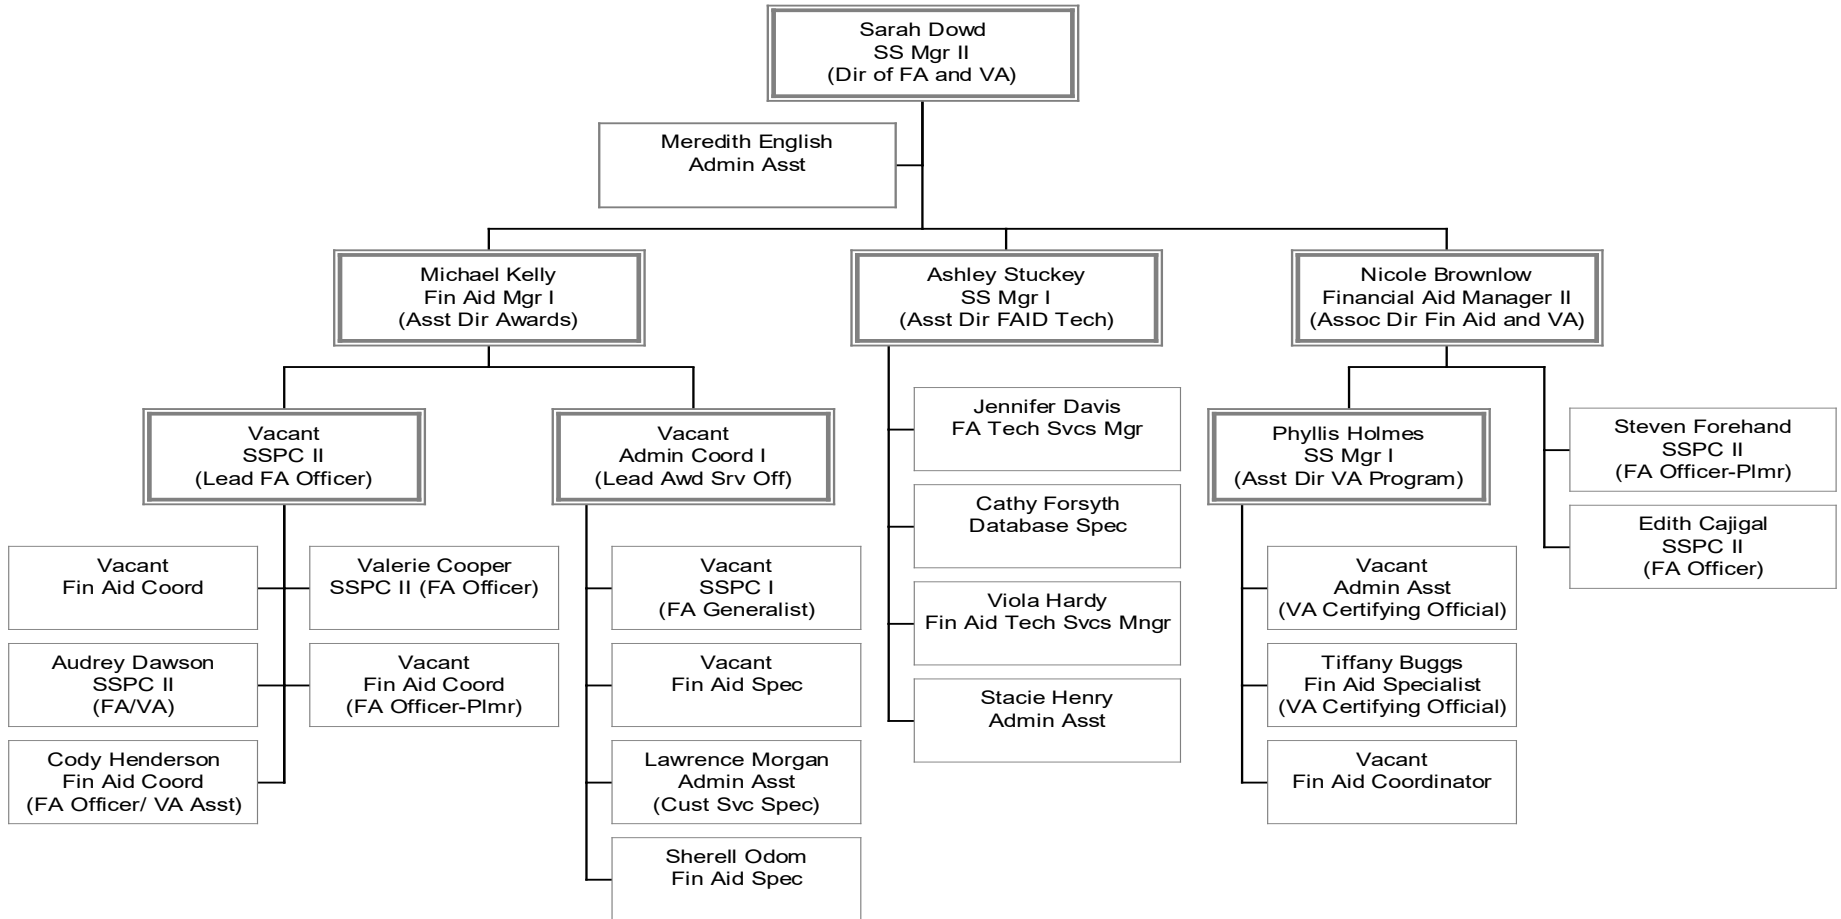 Sarah Dowd
SS Mgr II
(Dir of FA and VA)
Meredith English
Admin Asst
Michael Kelly
Fin Aid Mgr I
(Asst Dir Awards)
Ashley Stuckey
SS Mgr I
(Asst Dir FAID Tech)
Nicole Brownlow
Financial Aid Manager II
(Assoc Dir Fin Aid and VA)
Vacant
SSPC II
(Lead FA Officer)
Vacant
Fin Aid Coord
Valerie Cooper
SSPC II (FA Officer)
Audrey Dawson
SSPC II
(FA/VA)
Vacant
Fin Aid Coord
(FA Officer-Plmr)
Cody Henderson
Fin Aid Coord
(FA Officer/ VA Asst)
Vacant
Admin Coord I
(Lead Awd Srv Off)
Vacant
SSPC I
(FA Generalist)
Vacant
Fin Aid Spec
Lawrence Morgan
Admin Asst
(Cust Svc Spec)
Sherell Odom
Fin Aid Spec
Jennifer Davis
FA Tech Svcs Mgr
Cathy Forsyth
Database Spec
Viola Hardy
Fin Aid Tech Svcs Mngr
Stacie Henry
Admin Asst
Phyllis Holmes
SS Mgr I
(Asst Dir VA Program)
Vacant
Admin Asst
(VA Certifying Official)
Tiffany Buggs
Fin Aid Specialist
(VA Certifying Official)
Vacant
Fin Aid Coordinator
Steven Forehand
SSPC II
(FA Officer-Plmr)
Edith Cajigal
SSPC II
(FA Officer)